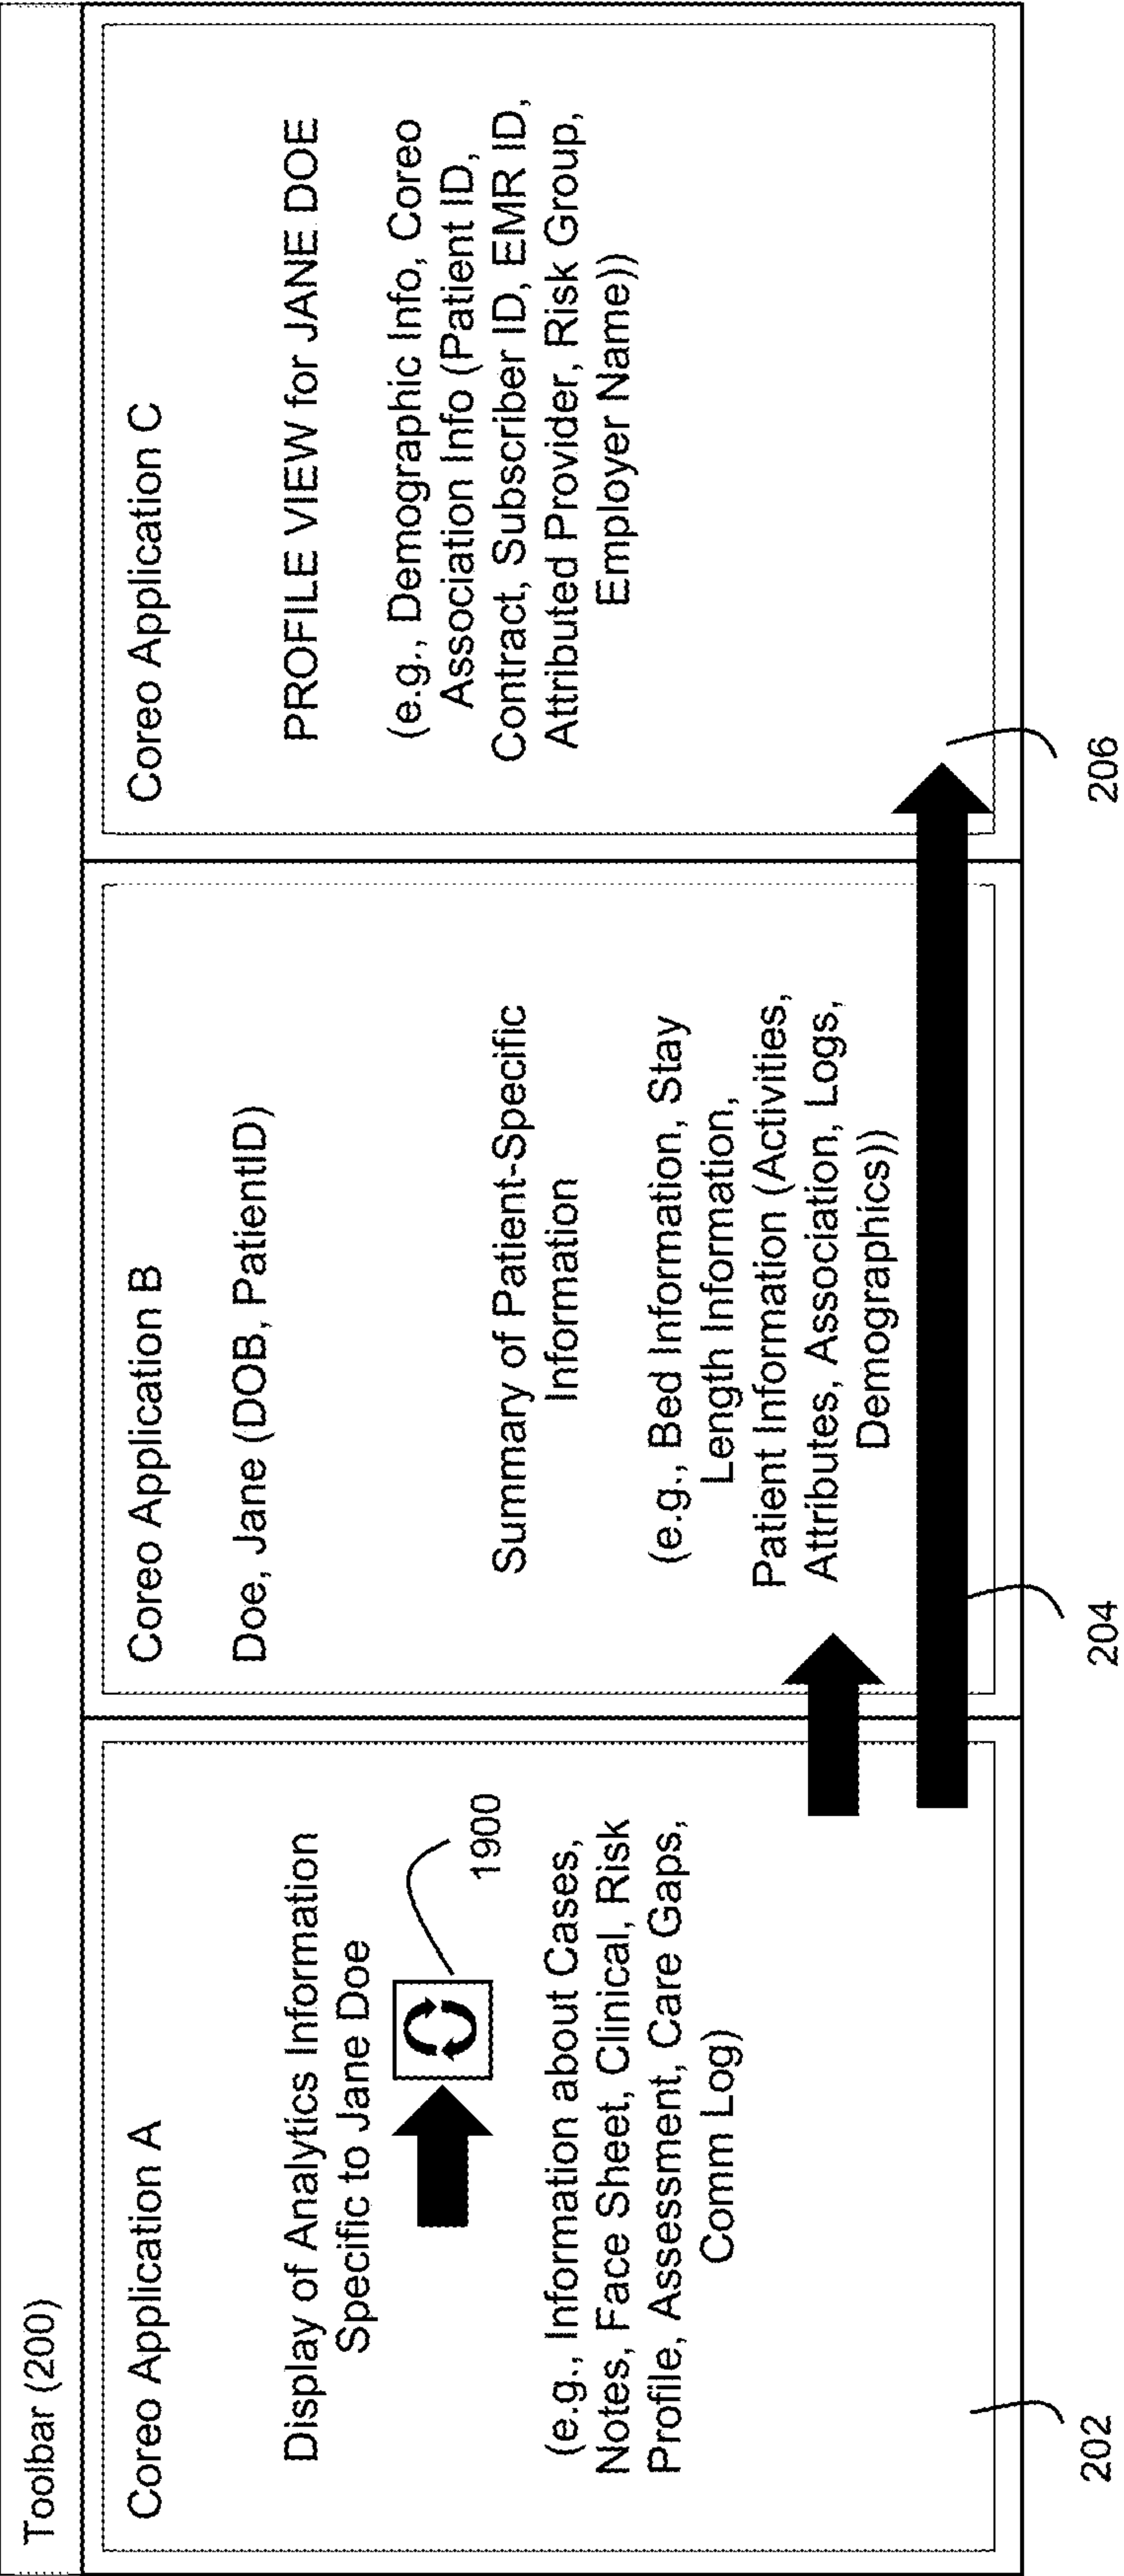 Toolbar (200)
Coreo Application A
Display of Analytics Information
Specific to Jane Doe
1900
(e.g., Information about Cases,
Notes, Face Sheet, Clinical, Risk
Profile, Assessment, Care Gaps,
Comm Log)
202
Coreo Application B
Doe, Jane (DOB, PatientID)
Summary of Patient-Specific
Information
(e.g., Bed Information, Stay
Length Information,
Patient Information (Activities,
Attributes, Association, Logs,
Demographics))
204
Coreo Application C
PROFILE VIEW for JANE DOE
(e.g., Demographic Info, Coreo
Association Info (Patient ID,
Contract, Subscriber ID, EMR ID,
Attributed Provider, Risk Group,
Employer Name))
206